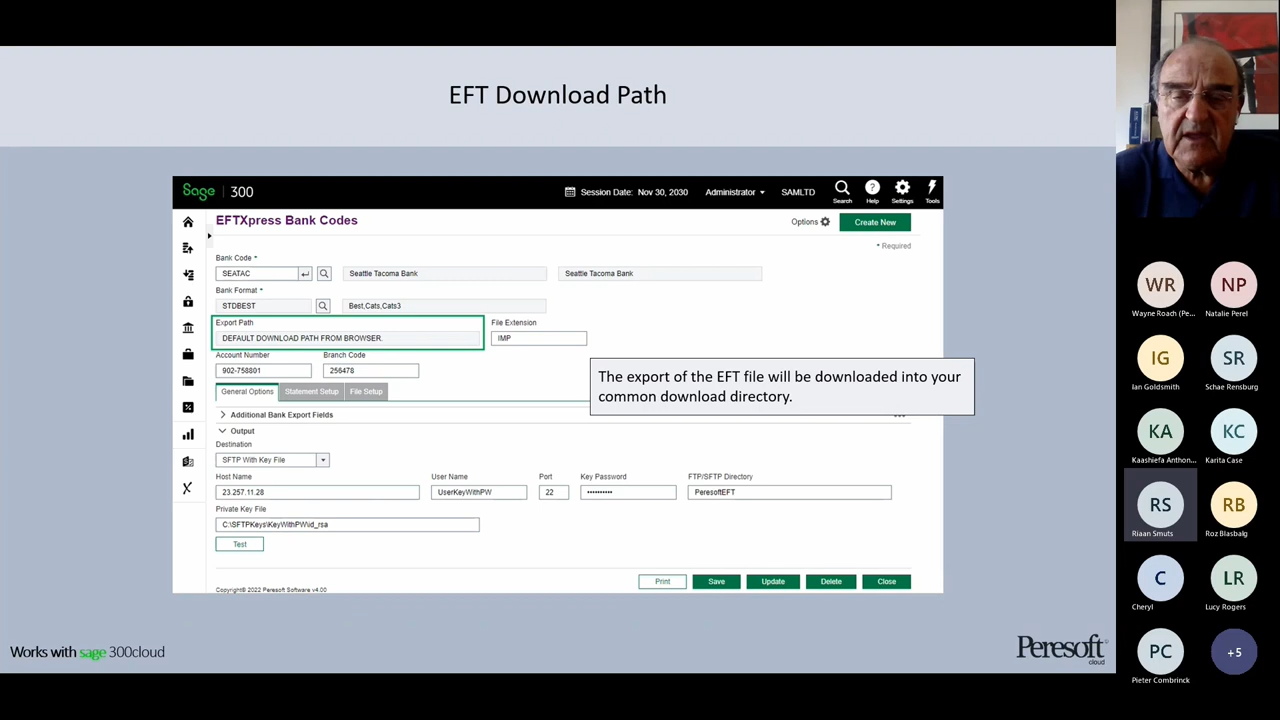 EFT Download Path
Sage | 300
Session Date: Nov 30, 2030
Administrator
SAMLTD
Search
Help
Settings
Tools
EFTXpress Bank Codes
Options
Create New
* Required
Bank Code *
SEATAC
Seattle Tacoma Bank
Seattle Tacoma Bank
Bank Format *
STDBEST
Best,Cats,Cats3
Export Path
File Extension
DEFAULT DOWNLOAD PATH FROM BROWSER.
IMP
Account Number
Branch Code
902-758801
256478
The export of the EFT file will be downloaded into your
common download directory.
General Options
Statement Setup
File Setup
Additional Bank Export Fields
Output
Destination
SFTP With Key File
Host Name
User Name
Port
Key Password
FTP/SFTP Directory
23.257.11.28
UserKeyWithPW
22
••••••••••
PeresoftEFT
Private Key File
C:\SFTPKeys\KeyWithPW\id_rsa
Test
Print
Save
Update
Delete
Close
Copyright© 2022 Peresoft Software v4.00
Works with sage 300cloud
Peresoft
cloud
WR
NP
Wayne Roach (Pe...
Natalie Perel
IG
SR
Ian Goldsmith
Schae Rensburg
KA
KC
Kaashiefa Anthon...
Karita Case
RS
RB
Riaan Smuts
Roz Blasbalg
C
LR
Cheryl
Lucy Rogers
PC
+5
Pieter Combrinck